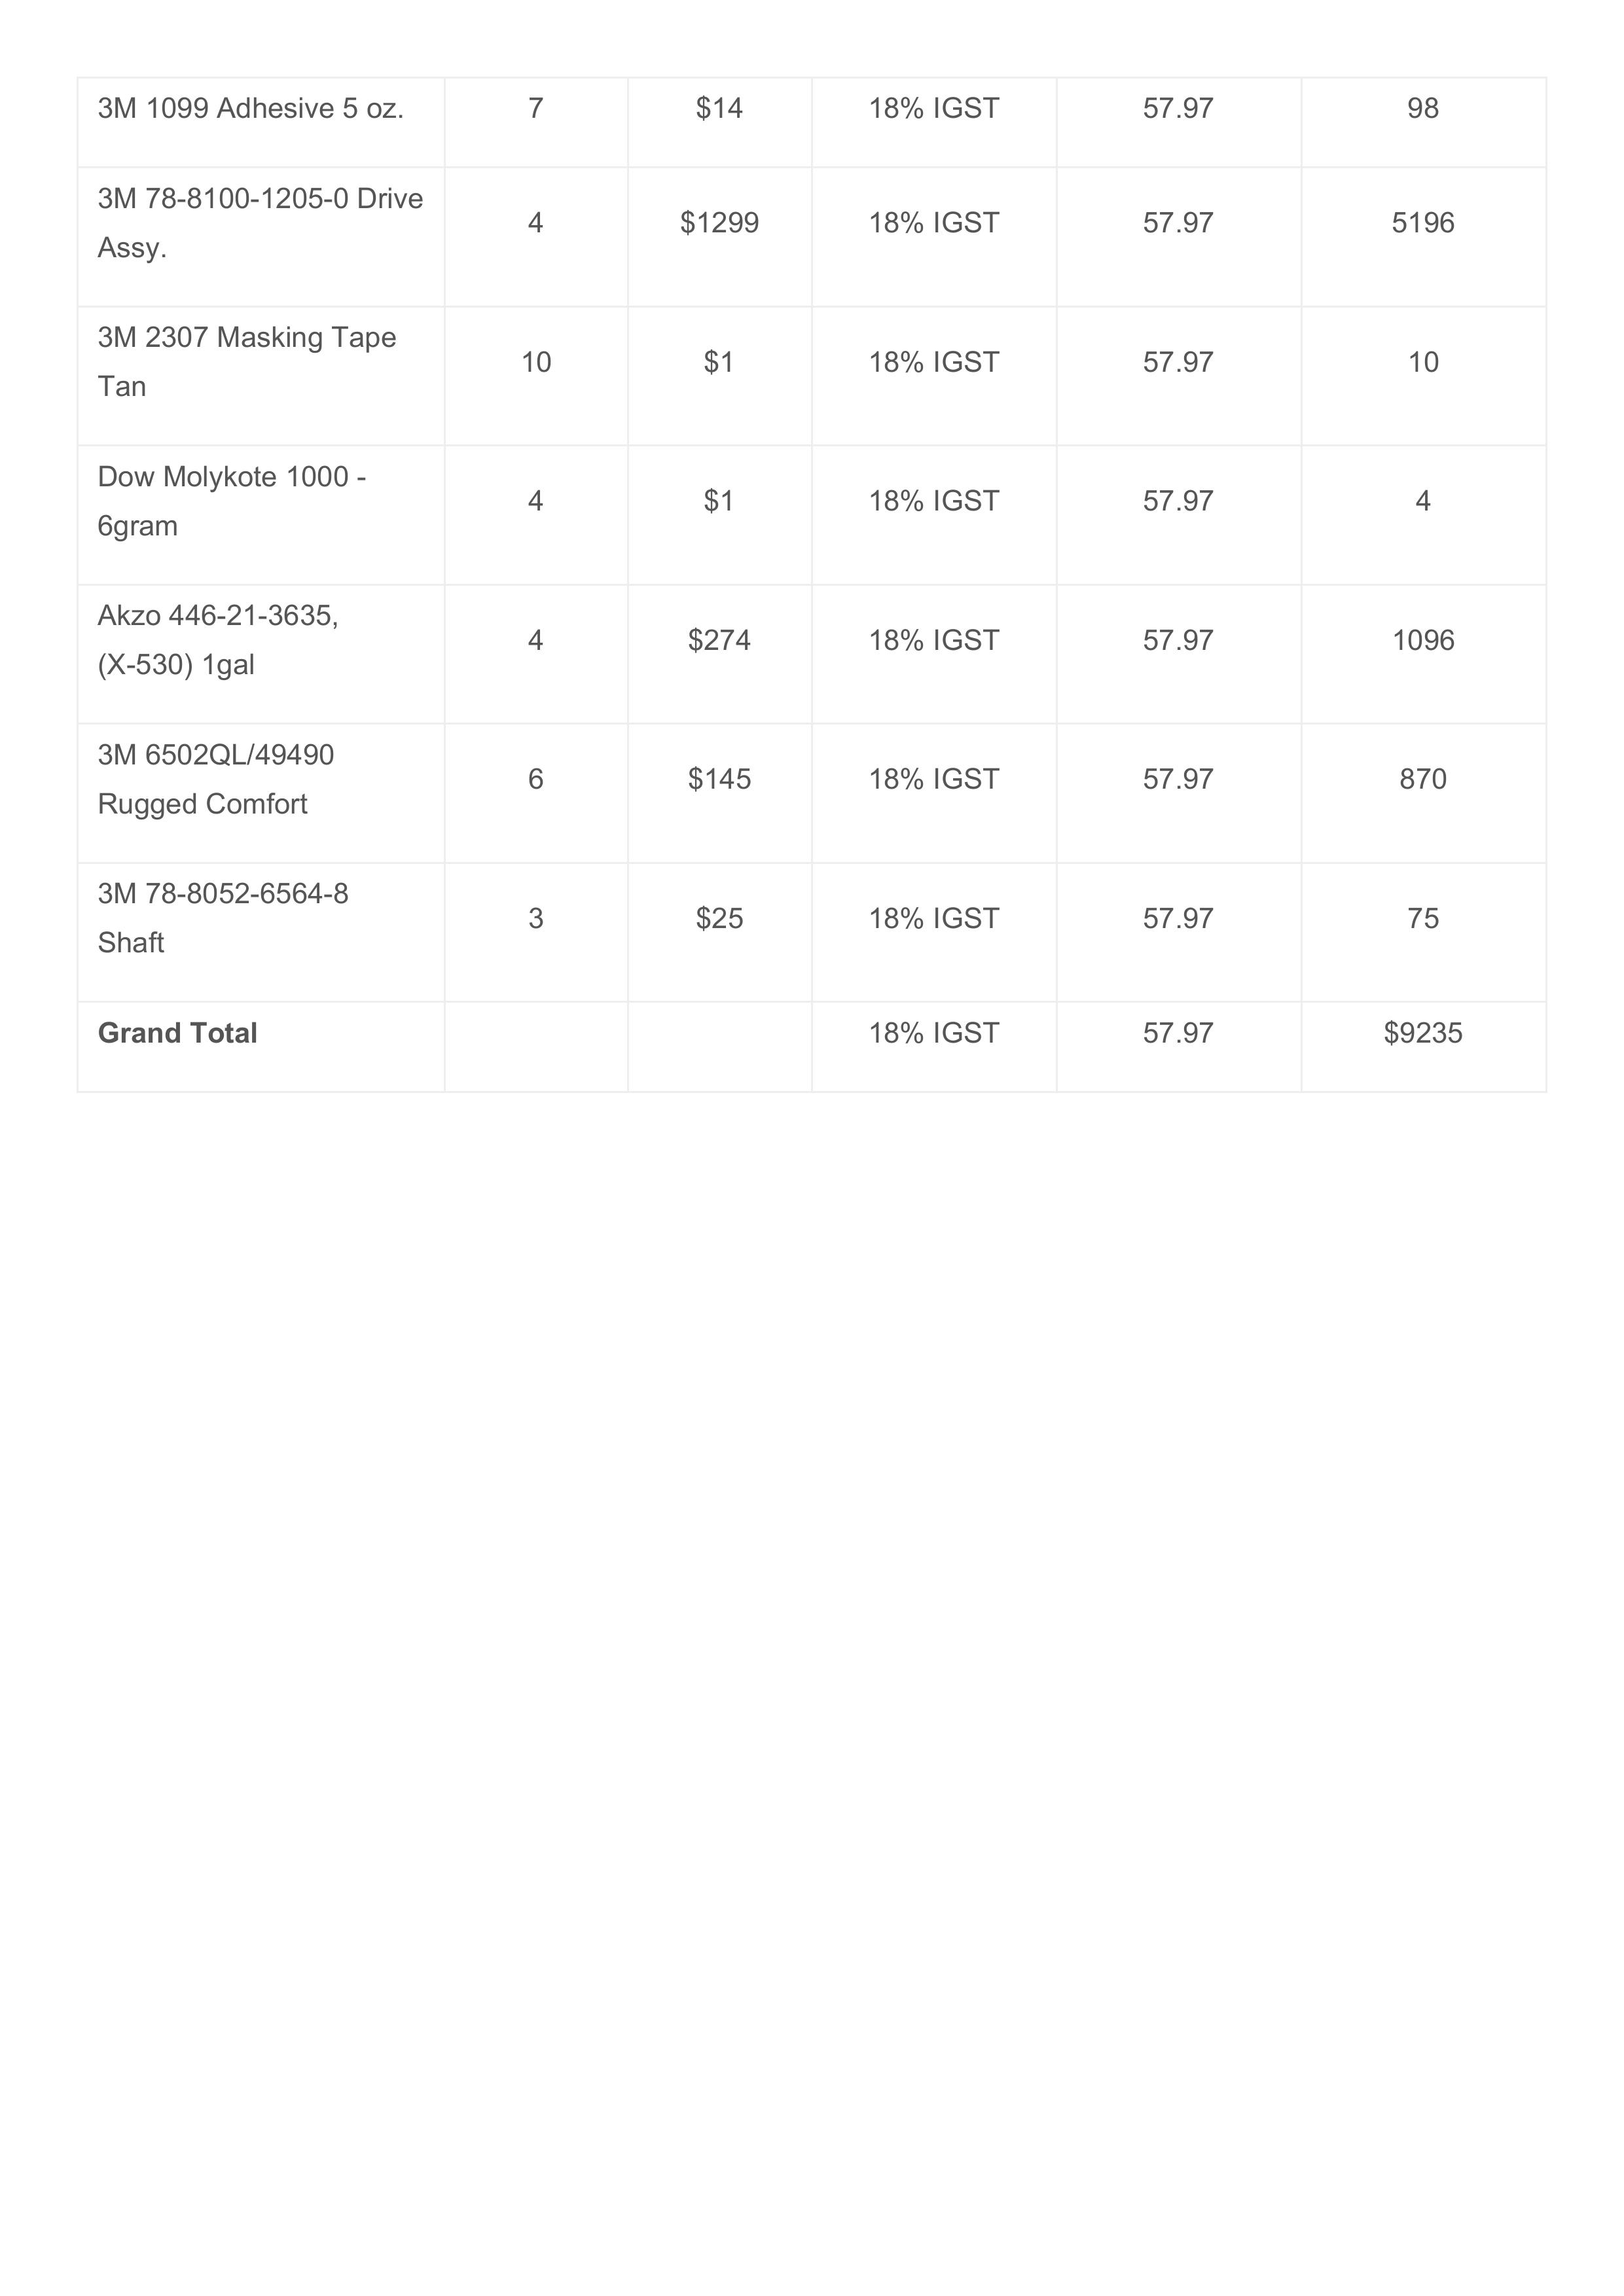 3M 1099 Adhesive 5 oz. 7 $14 18% IGST 57.97 98
3M 78-8100-1205-0 Drive
Assy. 4 $1299 18% IGST 57.97 5196
3M 2307 Masking Tape
Tan 10 $1 18% IGST 57.97 10
Dow Molykote 1000 -
6gram 4 $1 18% IGST 57.97 4
Akzo 446-21-3635,
(X-530) 1gal 4 $274 18% IGST 57.97 1096
3M 6502QL/49490
Rugged Comfort 6 $145 18% IGST 57.97 870
3M 78-8052-6564-8
Shaft 3 $25 18% IGST 57.97 75
Grand Total 18% IGST 57.97 $9235